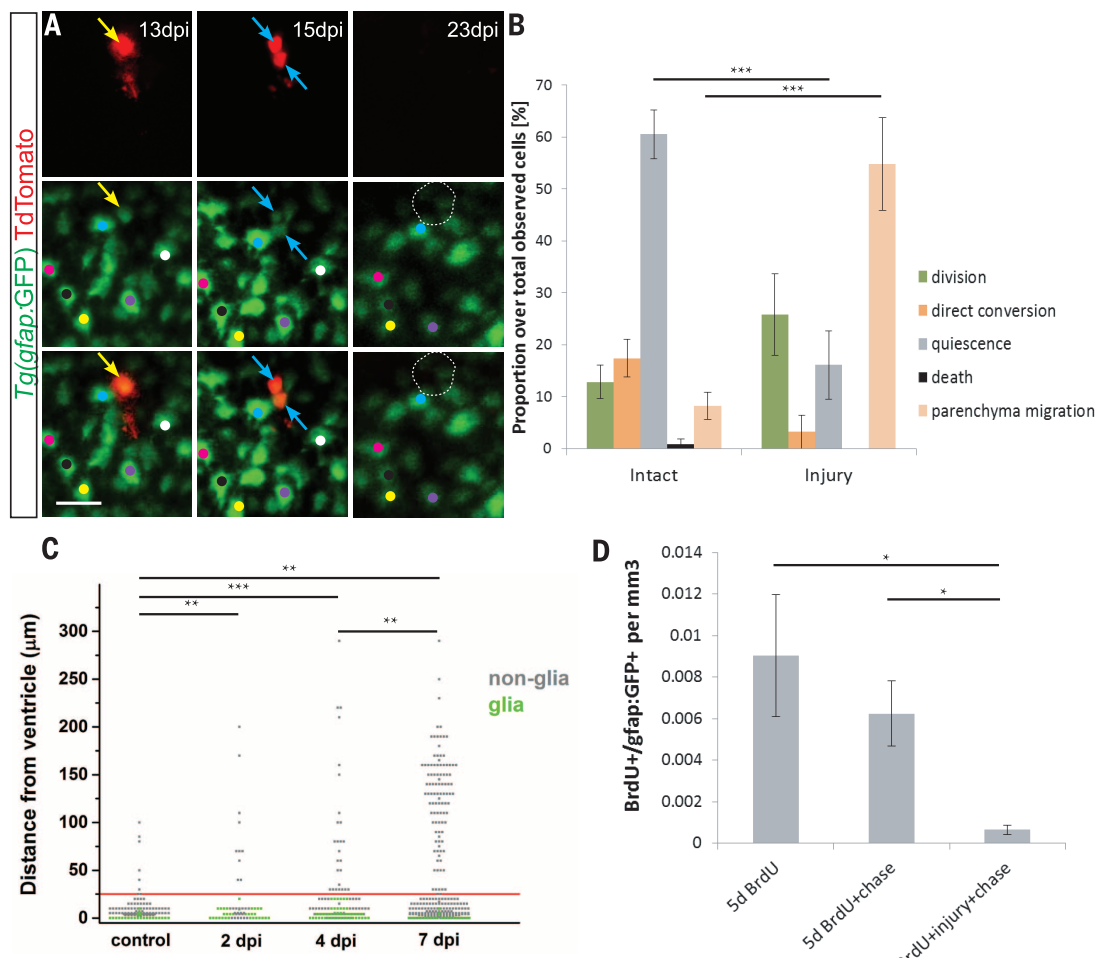 A
13dpi
15dpi
23dpi
Tg(gfap:GFP) TdTomato
B
Proportion over total observed cells [%]
70
60
50
40
30
20
10
0
***
***
Intact
Injury
division
direct conversion
quiescence
death
parenchyma migration
C
Distance from ventricle (µm)
300
250
200
150
100
50
0
**
***
**
**
non-glia
glia
control
2 dpi
4 dpi
7 dpi
D
BrdU+/gfap:GFP+ per mm3
0.014
0.012
0.01
0.008
0.006
0.004
0.002
0
*
*
5d BrdU
5d BrdU+chase
BrdU+injury+chase